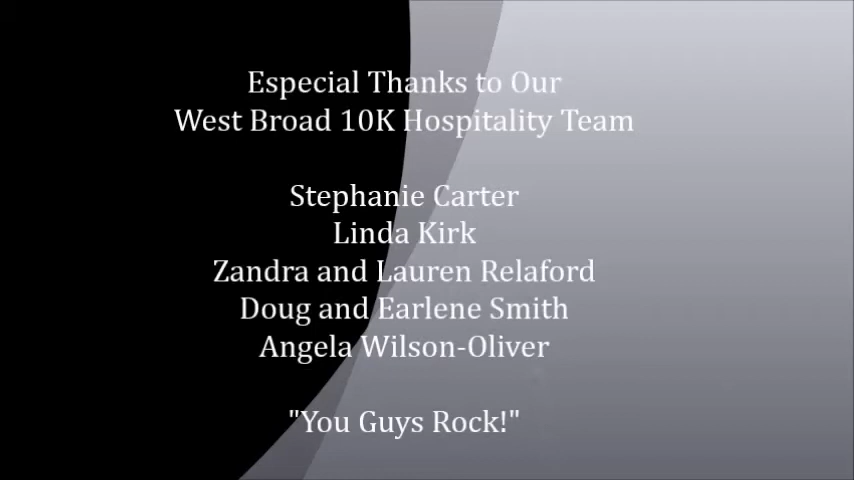 Especial Thanks to Our
West Broad 10K Hospitality Team
Stephanie Carter
Linda Kirk
Zandra and Lauren Relaford
Doug and Earlene Smith
Angela Wilson-Oliver
"You Guys Rock!"